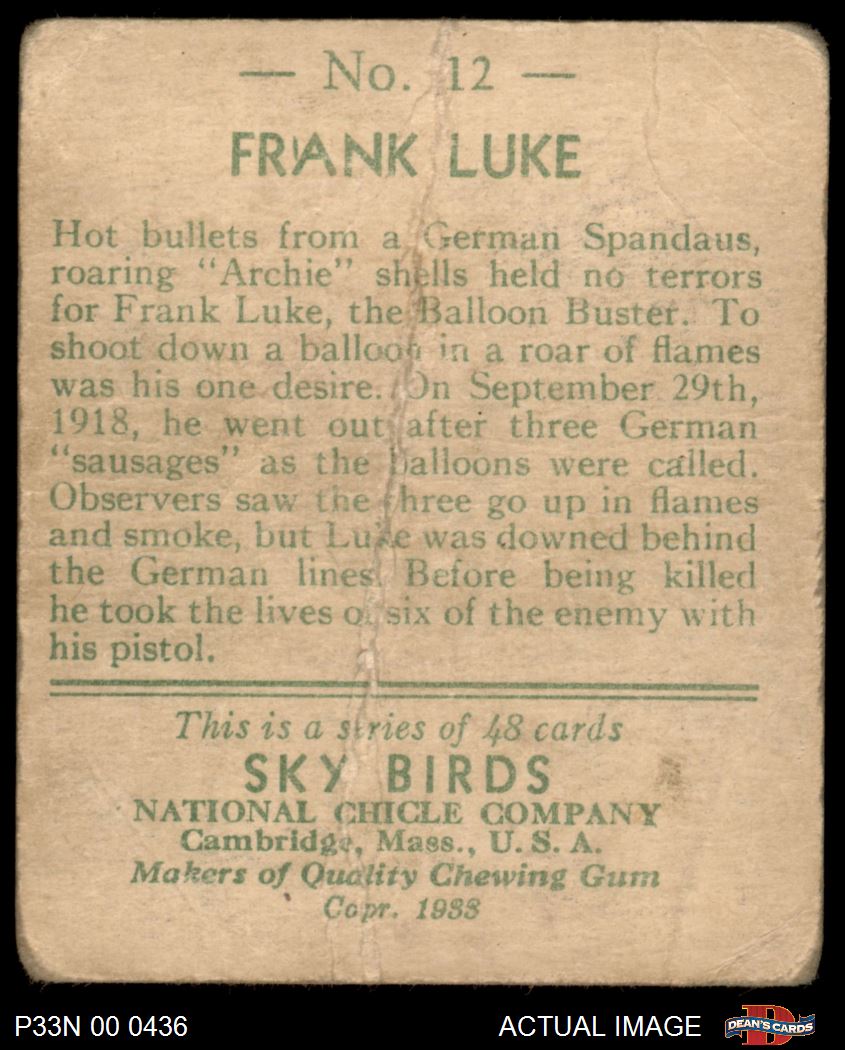 — No. 12 —
FRANK LUKE
Hot bullets from a German Spandaus,
roaring "Archie" shells held no terrors
for Frank Luke, the Balloon Buster. To
shoot down a balloon in a roar of flames
was his one desire. On September 29th,
1918, he went out after three German
"sausages" as the balloons were called.
Observers saw the three go up in flames
and smoke, but Luke was downed behind
the German lines. Before being killed
he took the lives of six of the enemy with
his pistol.
This is a series of 48 cards
SKY BIRDS
NATIONAL CHICLE COMPANY
Cambridge, Mass., U. S. A.
Makers of Quality Chewing Gum
Copr. 1933
P33N 00 0436
ACTUAL IMAGE
DEAN'S CARDS